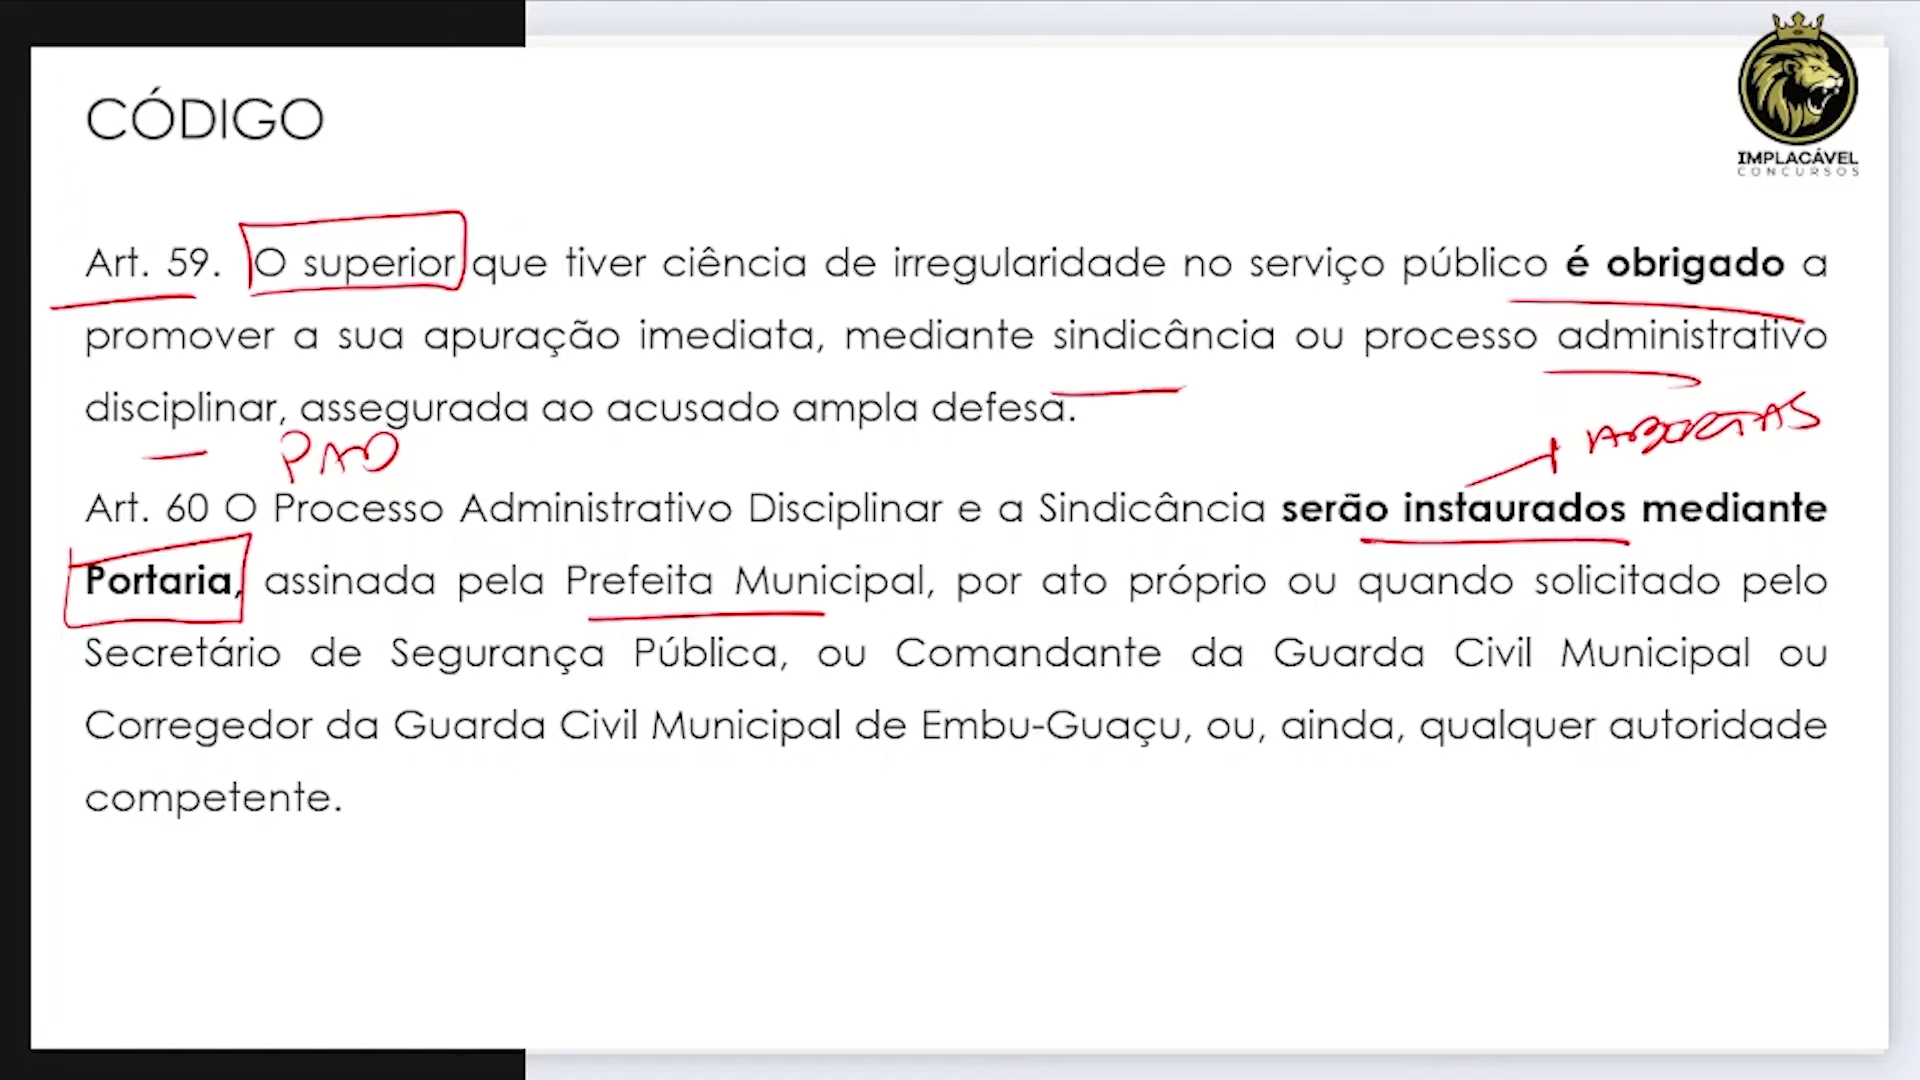 CÓDIGO
IMPLACÁVEL
CONCURSOS
Art. 59. O superior que tiver ciência de irregularidade no serviço público é obrigado a
promover a sua apuração imediata, mediante sindicância ou processo administrativo
disciplinar, assegurada ao acusado ampla defesa.
PAD
ABERTAS
Art. 60 O Processo Administrativo Disciplinar e a Sindicância serão instaurados mediante
Portaria, assinada pela Prefeita Municipal, por ato próprio ou quando solicitado pelo
Secretário de Segurança Pública, ou Comandante da Guarda Civil Municipal ou
Corregedor da Guarda Civil Municipal de Embu-Guaçu, ou, ainda, qualquer autoridade
competente.